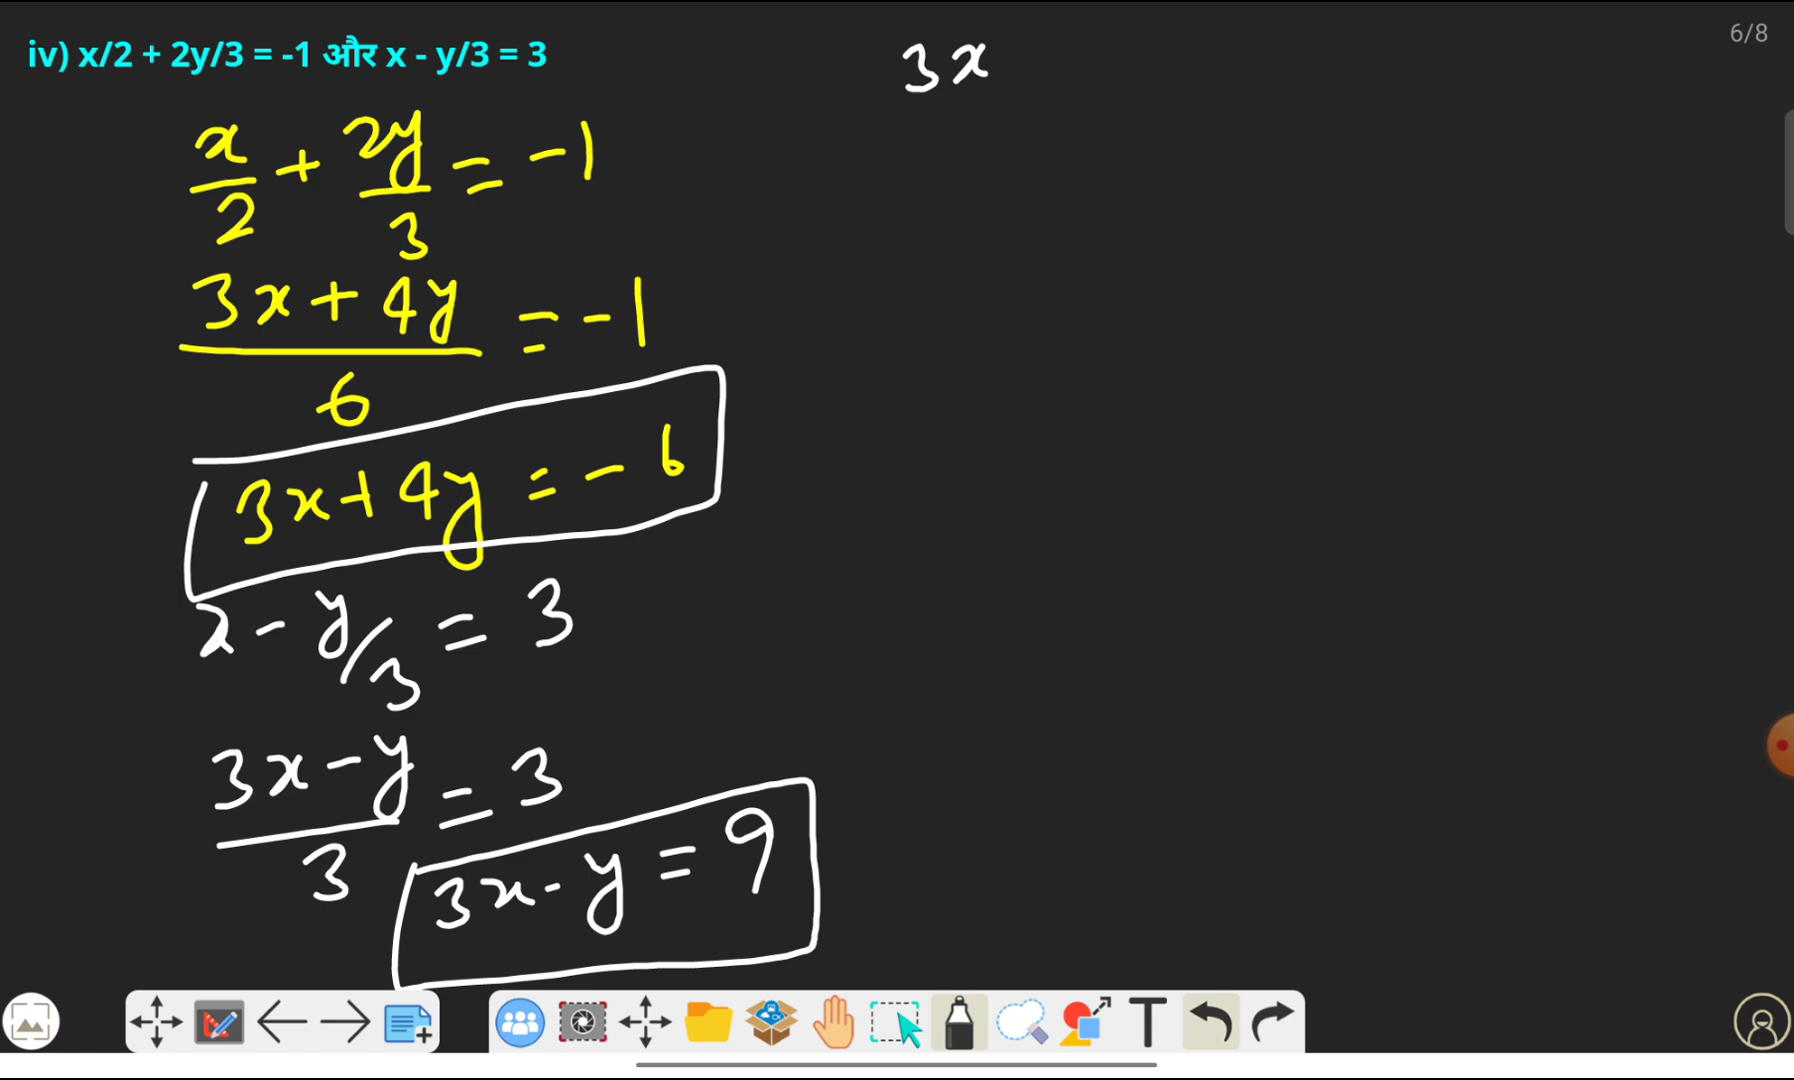 iv) x/2 + 2y/3 = -1 और x - y/3 = 3
6/8
x/2 + 2y/3 = -1
(3x + 4y)/6 = -1
3x + 4y = -6
x - y/3 = 3
(3x - y)/3 = 3
3x - y = 9
3x
T